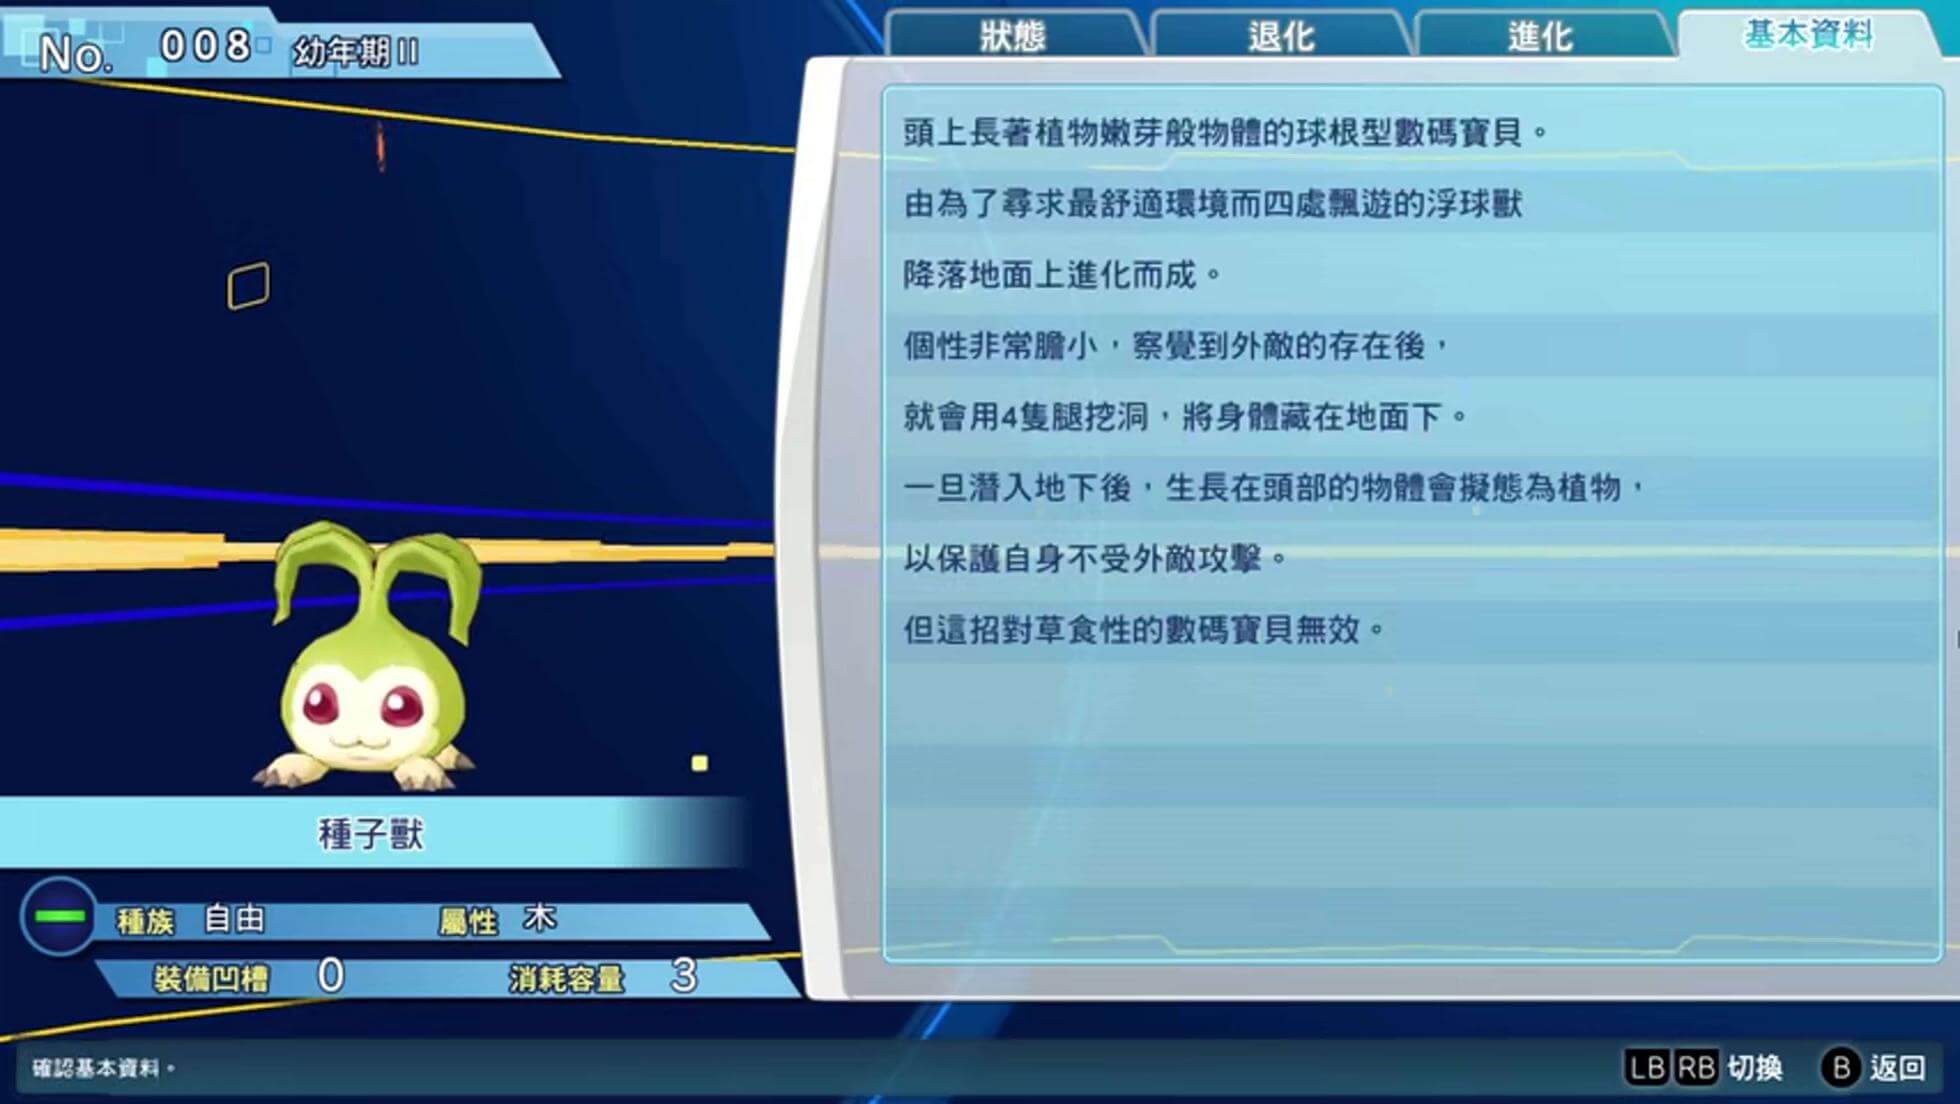 No. 008 幼年期II
狀態
退化
進化
基本資料
頭上長著植物嫩芽般物體的球根型數碼寶貝。
由為了尋求最舒適環境而四處飄遊的浮球獸
降落地面上進化而成。
個性非常膽小，察覺到外敵的存在後，
就會用4隻腿挖洞，將身體藏在地面下。
一旦潛入地下後，生長在頭部的物體會擬態為植物，
以保護自身不受外敵攻擊。
但這招對草食性的數碼寶貝無效。
種子獸
種族 自由 屬性 木
裝備凹槽 0 消耗容量 3
確認基本資料。
LB RB 切換 B 返回